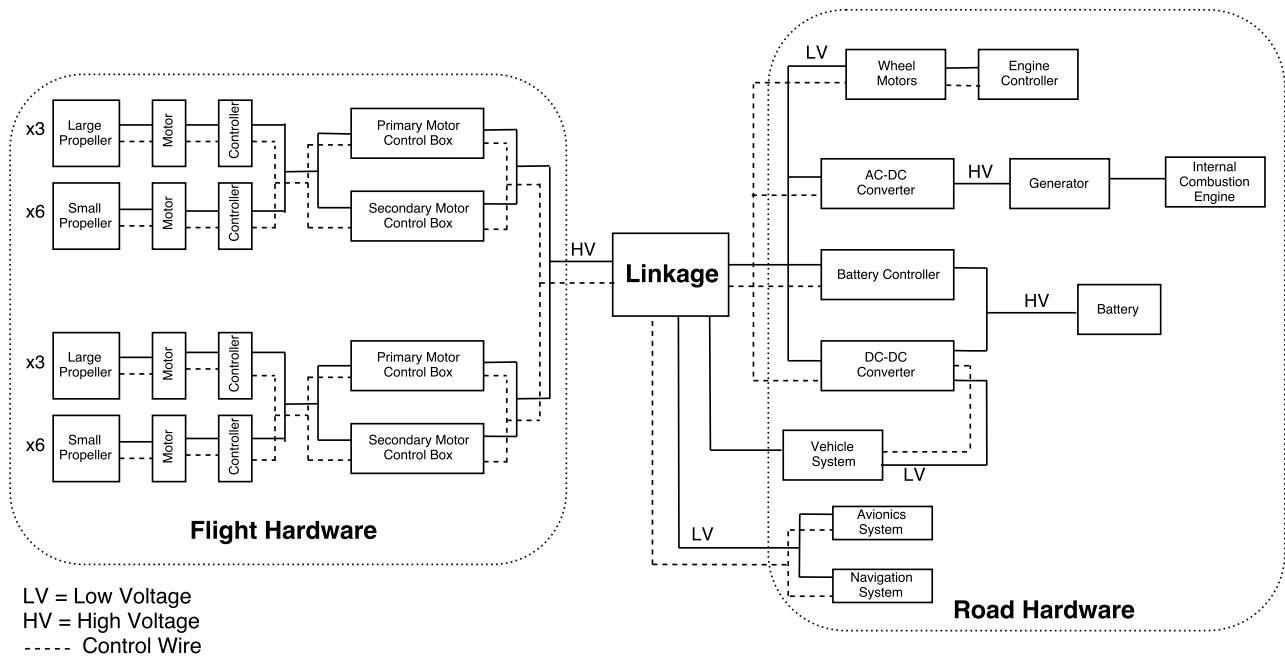 LV
Wheel
Motors
Engine
Controller
x3
Large
Propeller
Motor
Controller
Primary Motor
Control Box
AC-DC
Converter
HV
Generator
Internal
Combustion
Engine
x6
Small
Propeller
Motor
Controller
Secondary Motor
Control Box
HV
Linkage
Battery Controller
HV
Battery
x3
Large
Propeller
Motor
Controller
Primary Motor
Control Box
DC-DC
Converter
x6
Small
Propeller
Motor
Controller
Secondary Motor
Control Box
Vehicle
System
LV
Flight Hardware
LV
Avionics
System
Navigation
System
Road Hardware
LV = Low Voltage
HV = High Voltage
Control Wire